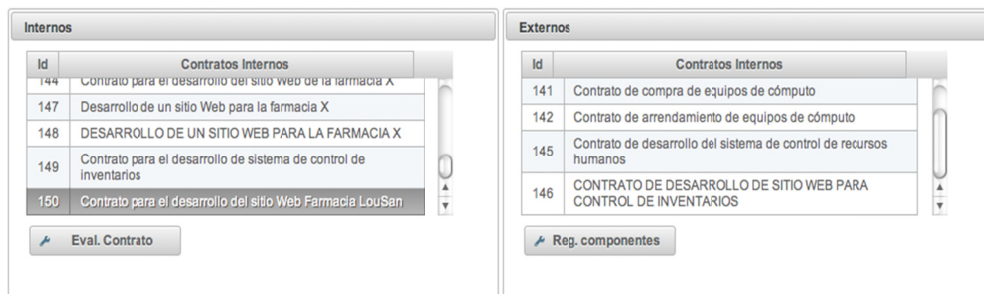 Internos
Id Contratos Internos
144 Contrato para el desarrollo del sitio Web de la farmacia X
147 Desarrollo de un sitio Web para la farmacia X
148 DESARR0LLO DE UN SITIO WEB PARA LA FARMACIA X
149 Contrato para el desarrollo de sistema de control de
inventarios
150 Contrato para el desarrollo del sitio Web Farmacia LouSan
Eval. Contrato
Externos
Id Contratos Internos
141 Contrato de compra de equipos de cómputo
142 Contrato de arrendamiento de equipos de cómputo
145 Contrato de desarrollo del sistema de control de recursos
humanos
146 CONTRATO DE DESARROLLO DE SITIO WEB PARA
CONTROL DE INVENTARIOS
Reg. componentes